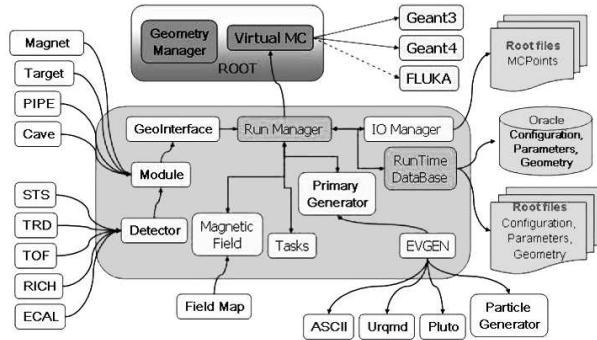 Magnet
Target
PIPE
Cave
STS
TRD
TOF
RICH
ECAL
Geometry
Manager
Virtual MC
ROOT
Geant3
Geant4
FLUKA
Root files
MCPoints
GeoInterface
Run Manager
IO Manager
Module
RunTime
DataBase
Oracle
Configuration,
Parameters,
Geometry
Primary
Generator
Detector
Magnetic
Field
Tasks
EVGEN
Root files
Configuration,
Parameters,
Geometry
Field Map
ASCII
Urqmd
Pluto
Particle
Generator